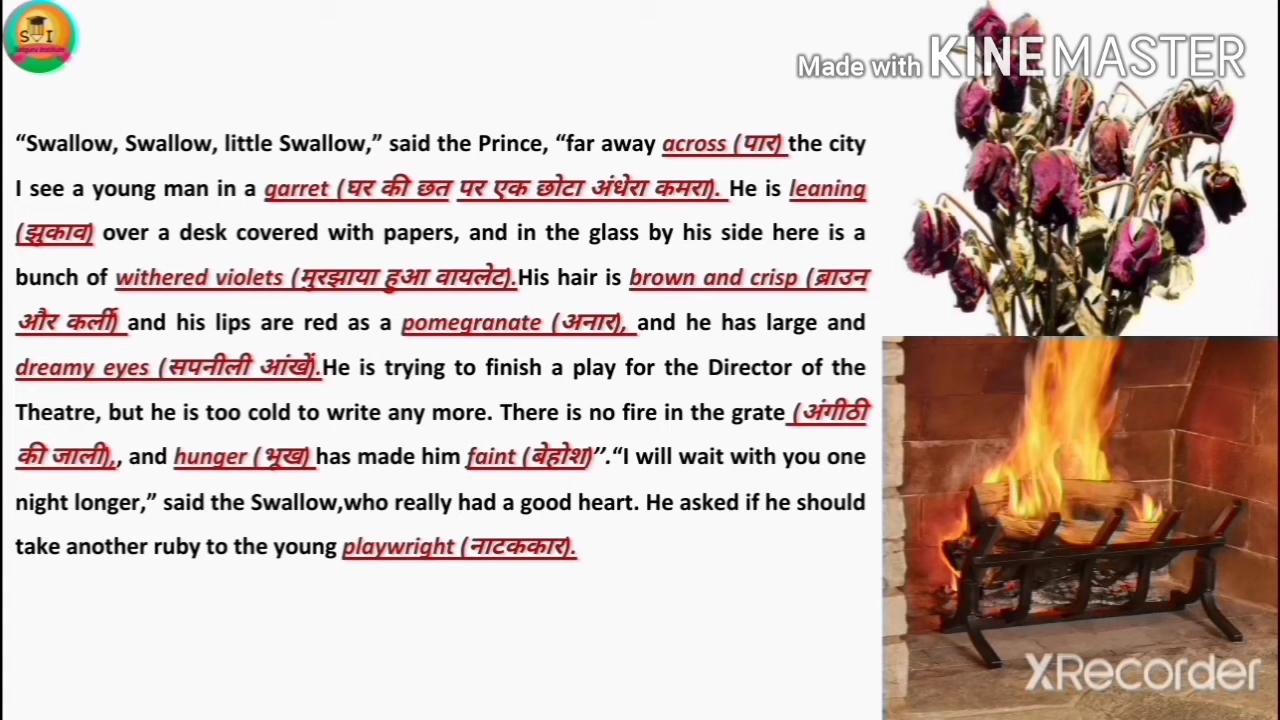 S I
Satguru Institute
Made with KINEMASTER
“Swallow, Swallow, little Swallow,” said the Prince, “far away across (पार) the city
I see a young man in a garret (घर की छत पर एक छोटा अंधेरा कमरा). He is leaning
(झुकाव) over a desk covered with papers, and in the glass by his side here is a
bunch of withered violets (मुरझाया हुआ वायलेट).His hair is brown and crisp (ब्राउन
और कर्ली) and his lips are red as a pomegranate (अनार), and he has large and
dreamy eyes (सपनीली आंखें).He is trying to finish a play for the Director of the
Theatre, but he is too cold to write any more. There is no fire in the grate (अंगीठी
की जाली),, and hunger (भूख) has made him faint (बेहोश)”.“I will wait with you one
night longer,” said the Swallow,who really had a good heart. He asked if he should
take another ruby to the young playwright (नाटककार).
XRecorder